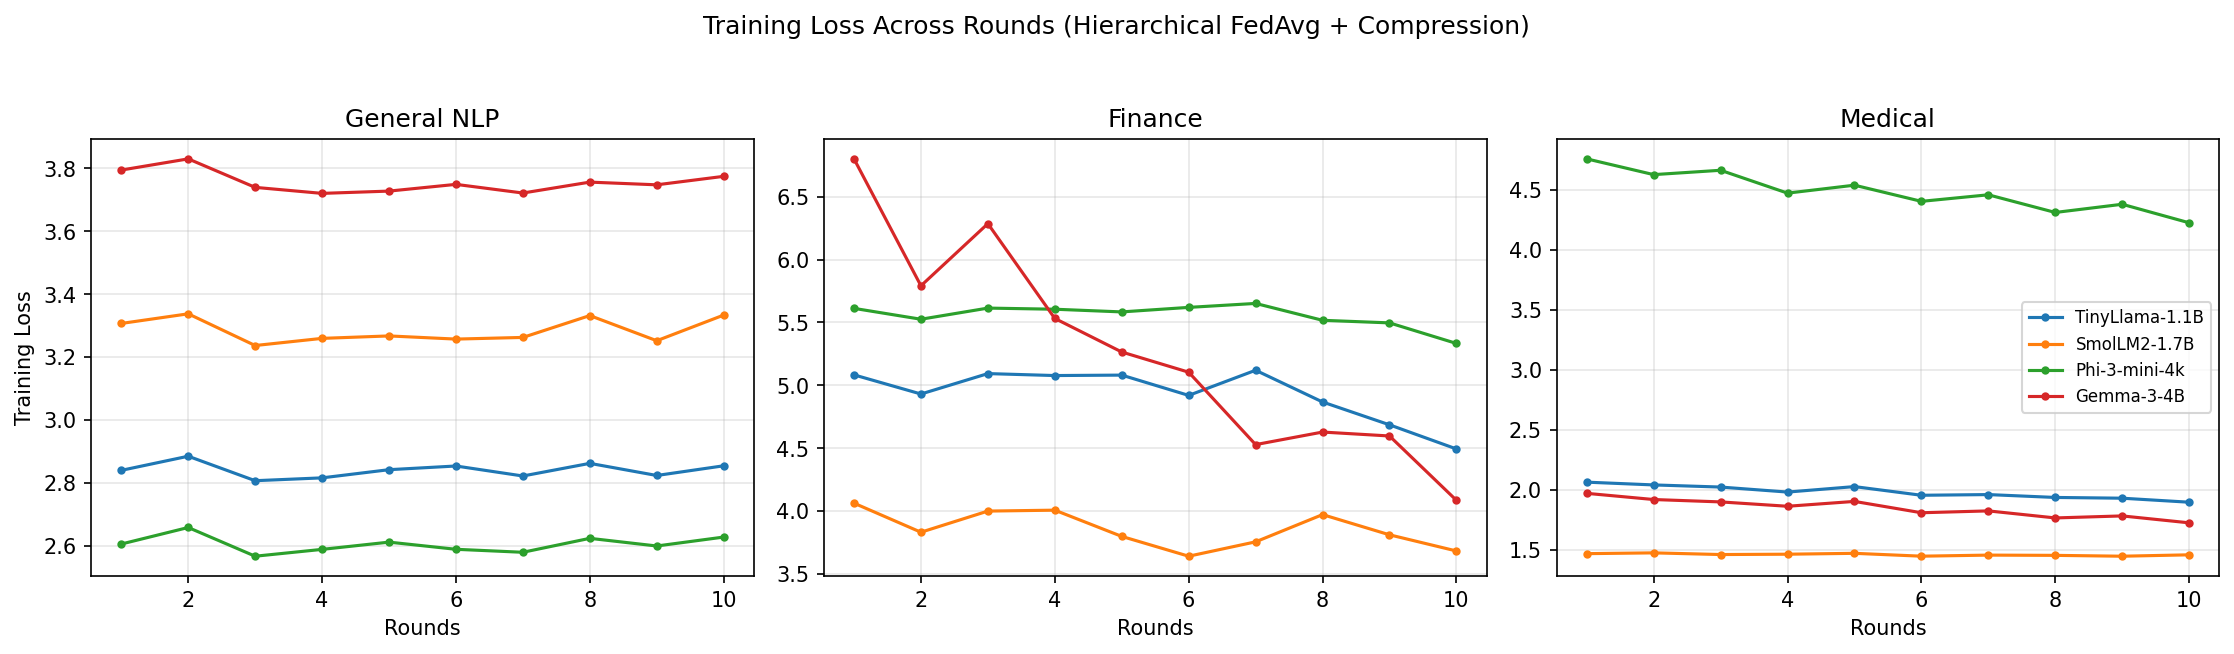 Training Loss Across Rounds (Hierarchical FedAvg + Compression)
General NLP
Training Loss
3.8
3.6
3.4
3.2
3.0
2.8
2.6
2 4 6 8 10
Rounds
Finance
6.5
6.0
5.5
5.0
4.5
4.0
3.5
2 4 6 8 10
Rounds
Medical
4.5
4.0
3.5
3.0
2.5
2.0
1.5
2 4 6 8 10
Rounds
TinyLlama-1.1B
SmolLM2-1.7B
Phi-3-mini-4k
Gemma-3-4B